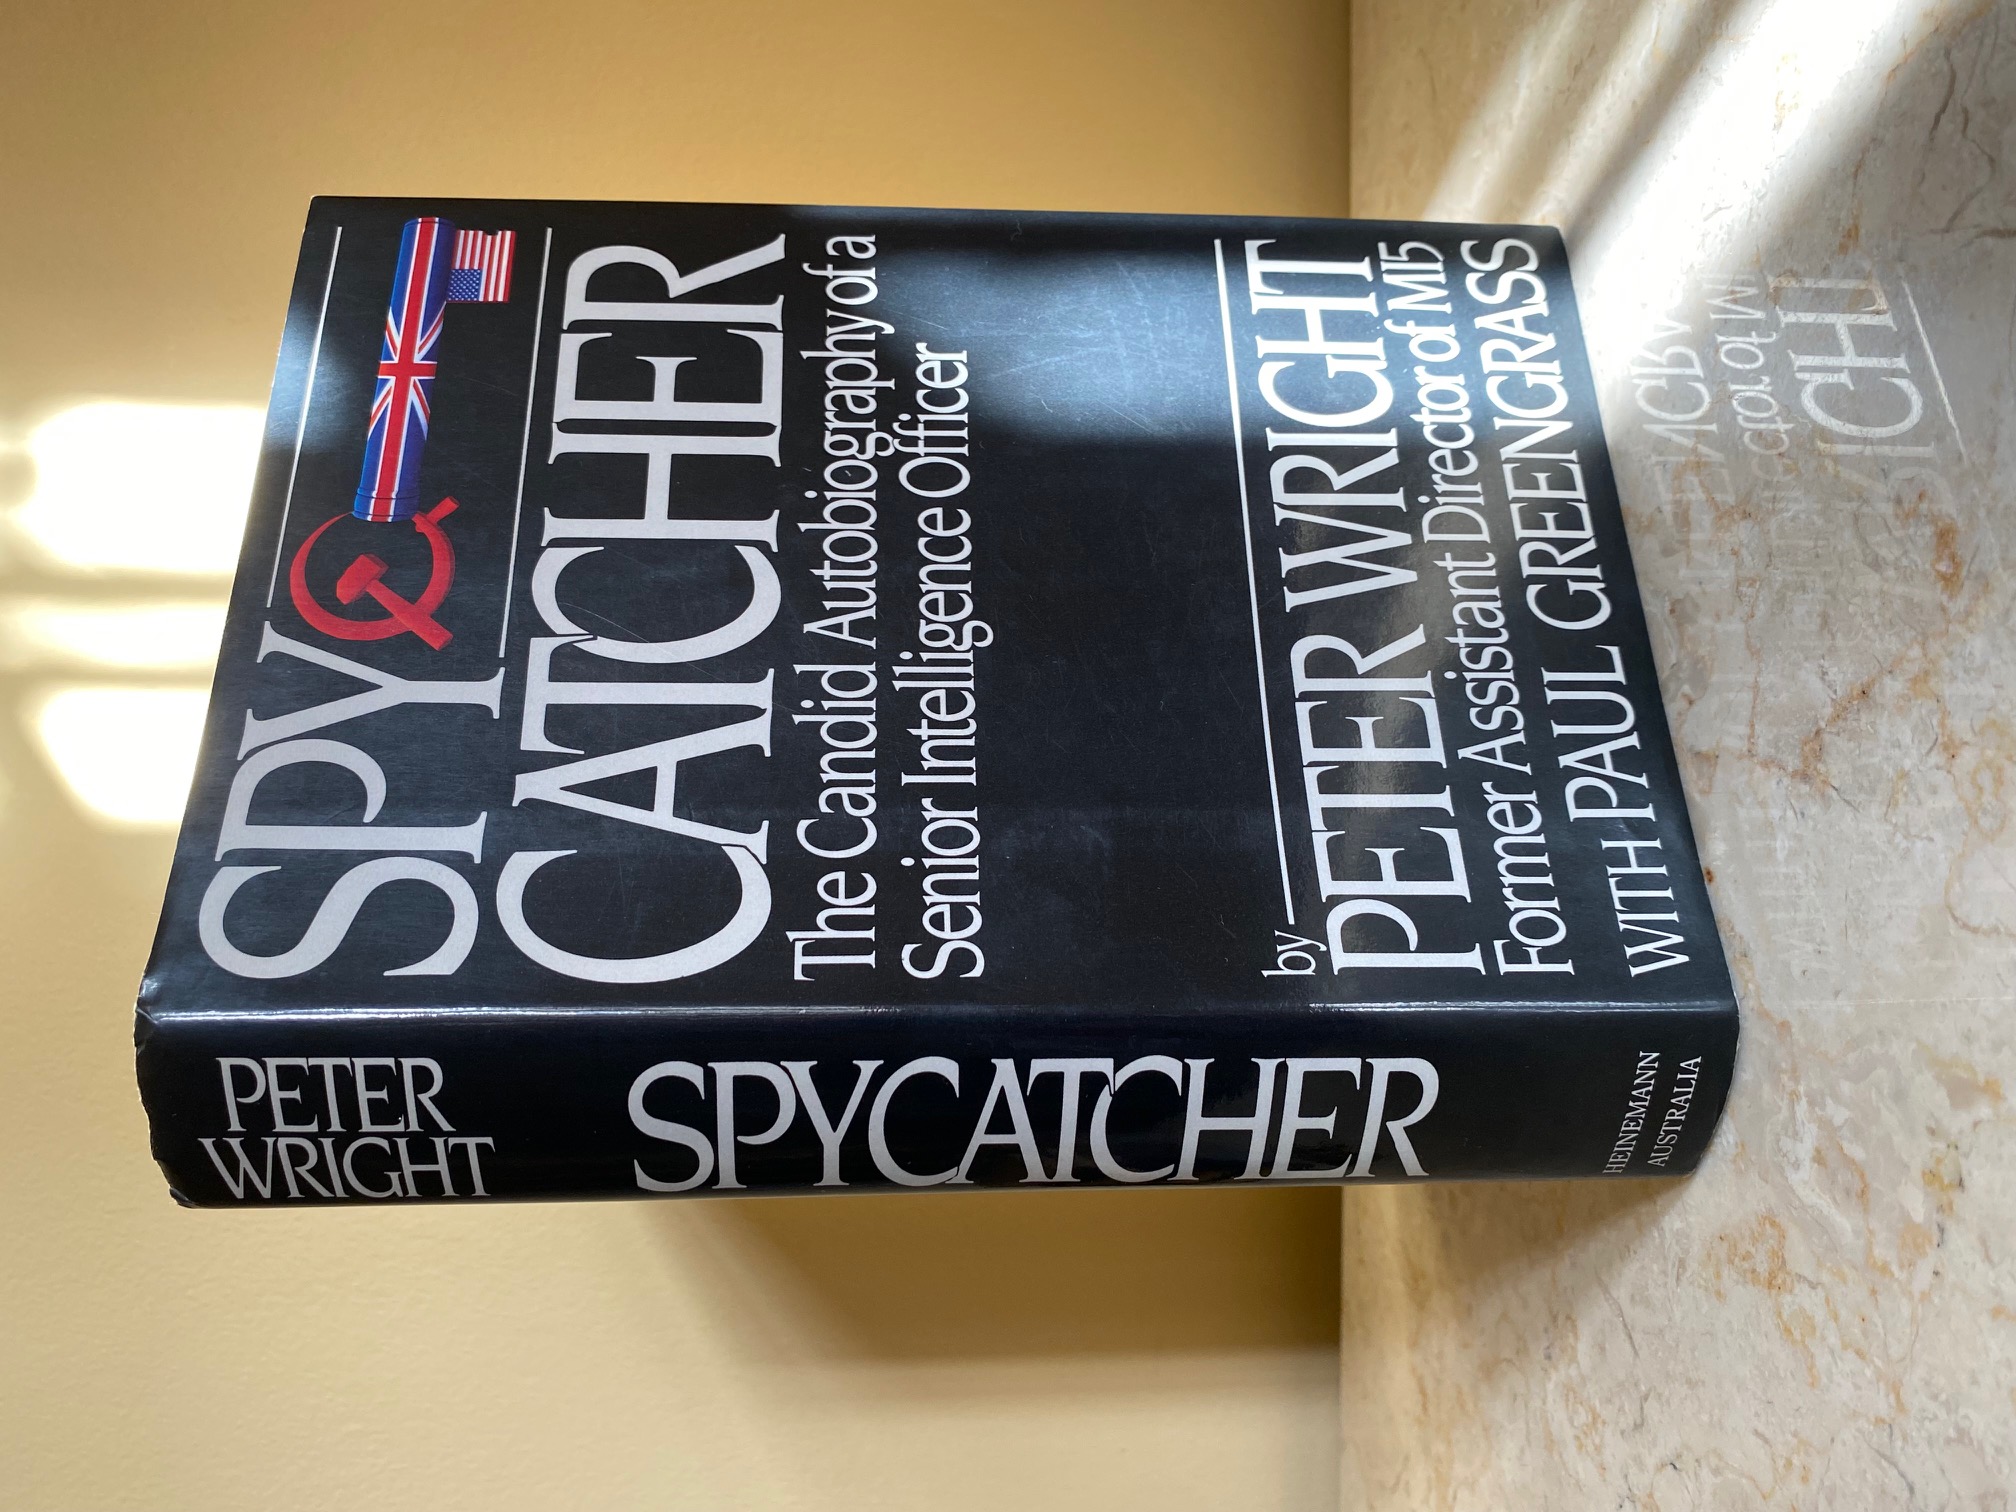 SPY
CATCHER
The Candid Autobiography of a
Senior Intelligence Officer
by
PETER WRIGHT
Former Assistant Director of MI5
WITH PAUL GREENGRASS
PETER
WRIGHT
SPYCATCHER
HEINEMANN
AUSTRALIA